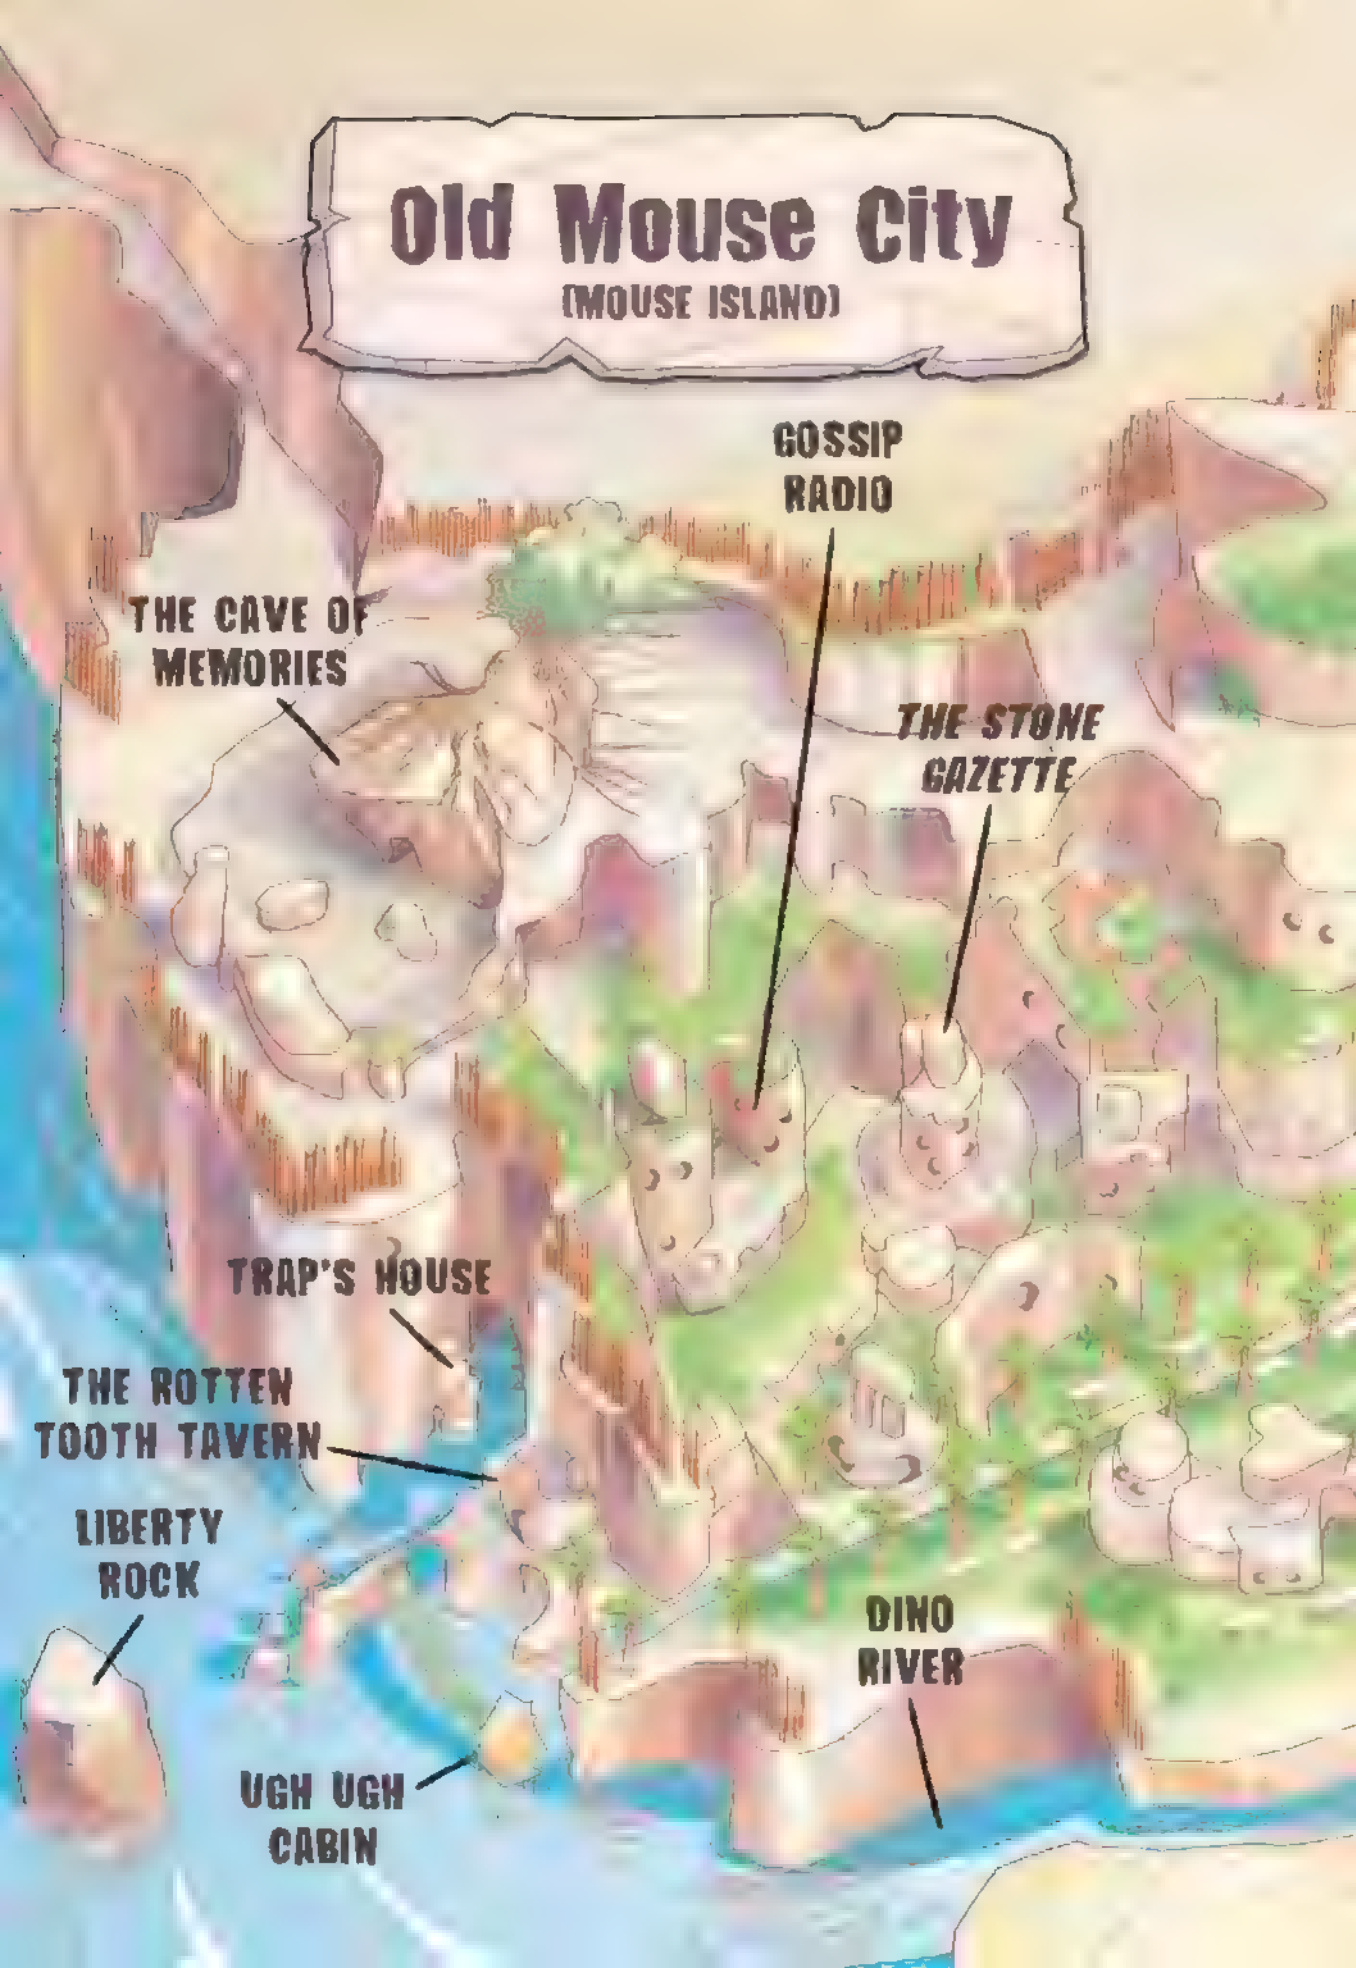 Old Mouse City
(MOUSE ISLAND)
GOSSIP
RADIO
THE CAVE OF
MEMORIES
THE STONE
GAZETTE
TRAP'S HOUSE
THE ROTTEN
TOOTH TAVERN
LIBERTY
ROCK
DINO
RIVER
UGH UGH
CABIN